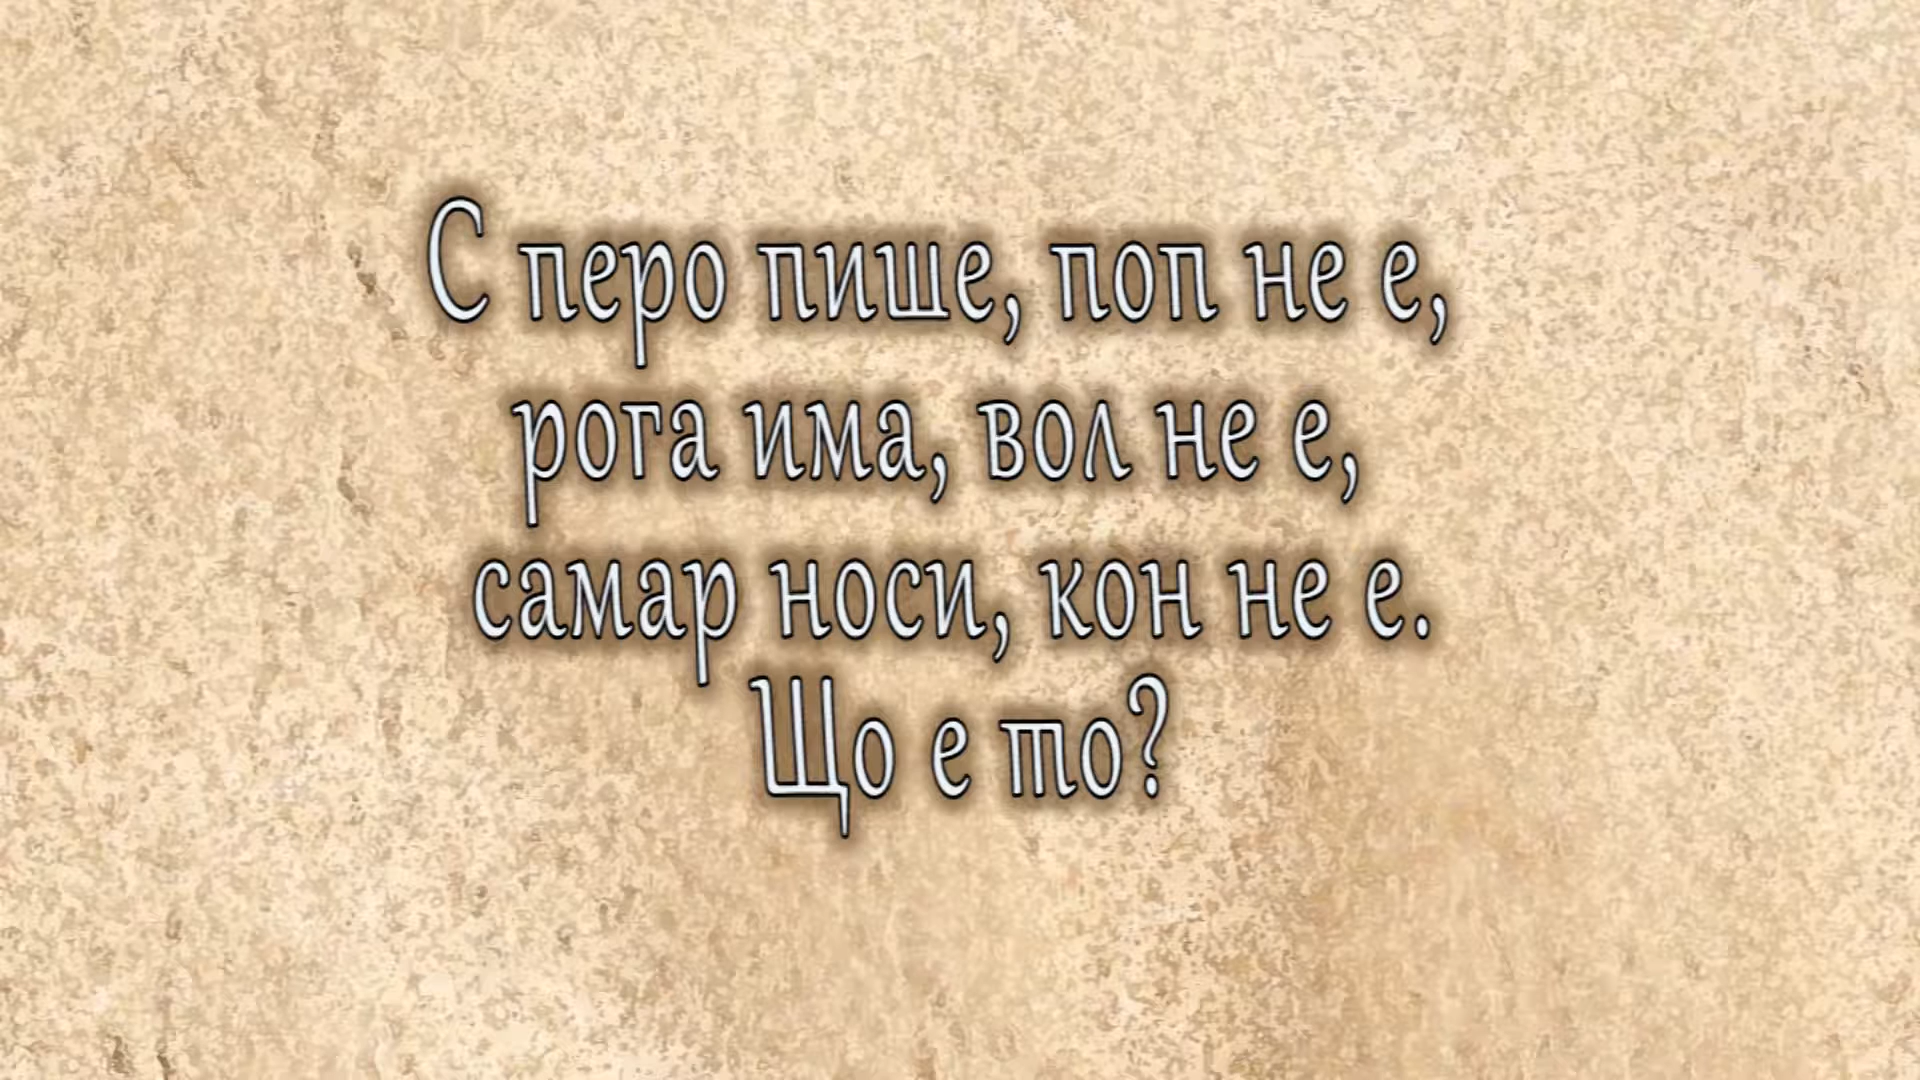 С перо пише, поп не е,
рога има, вол не е,
самар носи, кон не е.
Що е то?